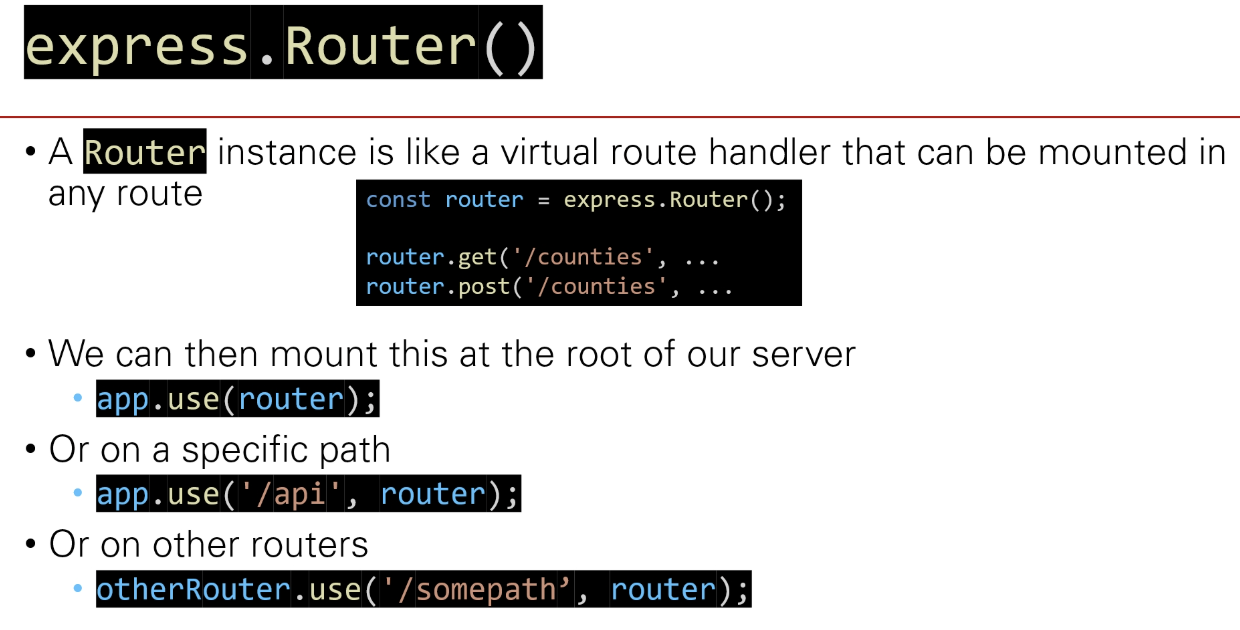 express.Router()
• A Router instance is like a virtual route handler that can be mounted in
any route
const router = express.Router();
router.get('/counties', ...
router.post('/counties', ...
• We can then mount this at the root of our server
• app.use(router);
• Or on a specific path
• app.use('/api', router);
• Or on other routers
• otherRouter.use('/somepath’, router);